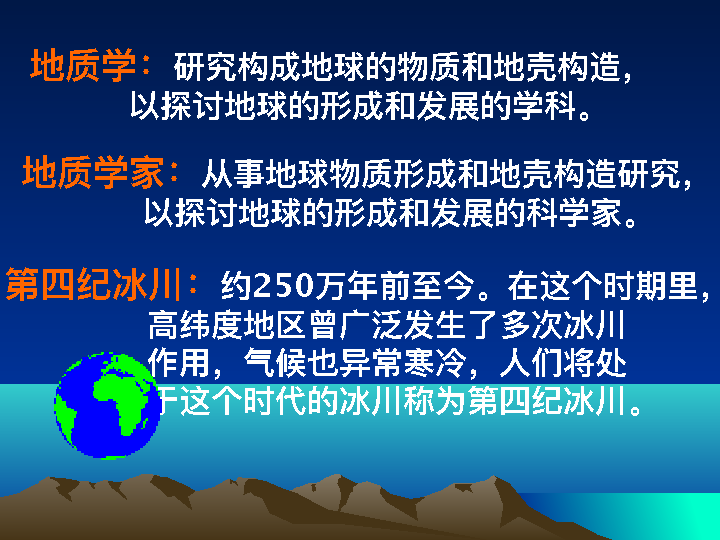 地质学：研究构成地球的物质和地壳构造，
以探讨地球的形成和发展的学科。
地质学家：从事地球物质形成和地壳构造研究，
以探讨地球的形成和发展的科学家。
第四纪冰川：约250万年前至今。在这个时期里，
高纬度地区曾广泛发生了多次冰川
作用，气候也异常寒冷，人们将处
于这个时代的冰川称为第四纪冰川。